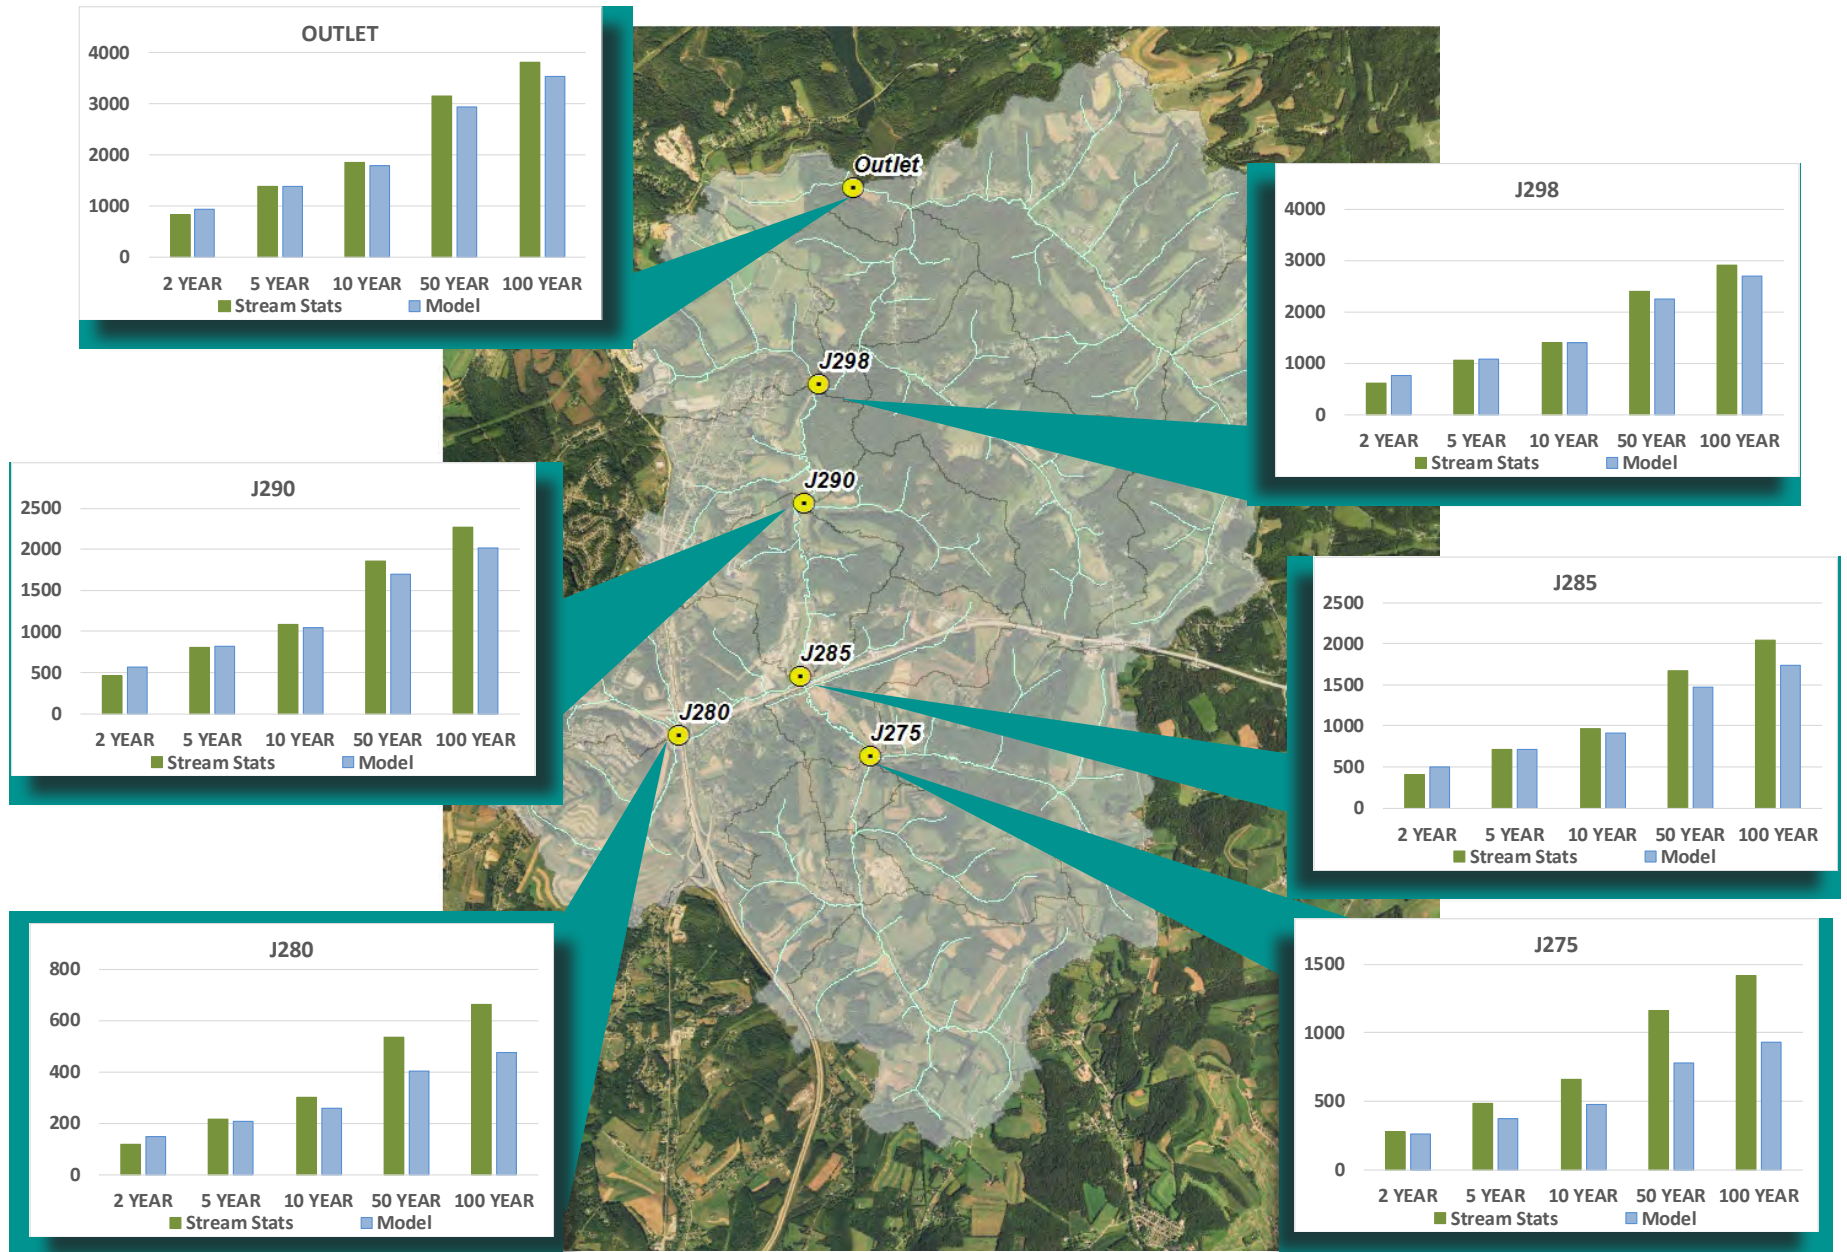 OUTLET
4000
3000
2000
1000
0
2 YEAR 5 YEAR 10 YEAR 50 YEAR 100 YEAR
Stream Stats Model
J298
4000
3000
2000
1000
0
2 YEAR 5 YEAR 10 YEAR 50 YEAR 100 YEAR
Stream Stats Model
J290
2500
2000
1500
1000
500
0
2 YEAR 5 YEAR 10 YEAR 50 YEAR 100 YEAR
Stream Stats Model
J285
2500
2000
1500
1000
500
0
2 YEAR 5 YEAR 10 YEAR 50 YEAR 100 YEAR
Stream Stats Model
J280
800
600
400
200
0
2 YEAR 5 YEAR 10 YEAR 50 YEAR 100 YEAR
Stream Stats Model
J275
1500
1000
500
0
2 YEAR 5 YEAR 10 YEAR 50 YEAR 100 YEAR
Stream Stats Model
Outlet
J298
J290
J285
J280
J275